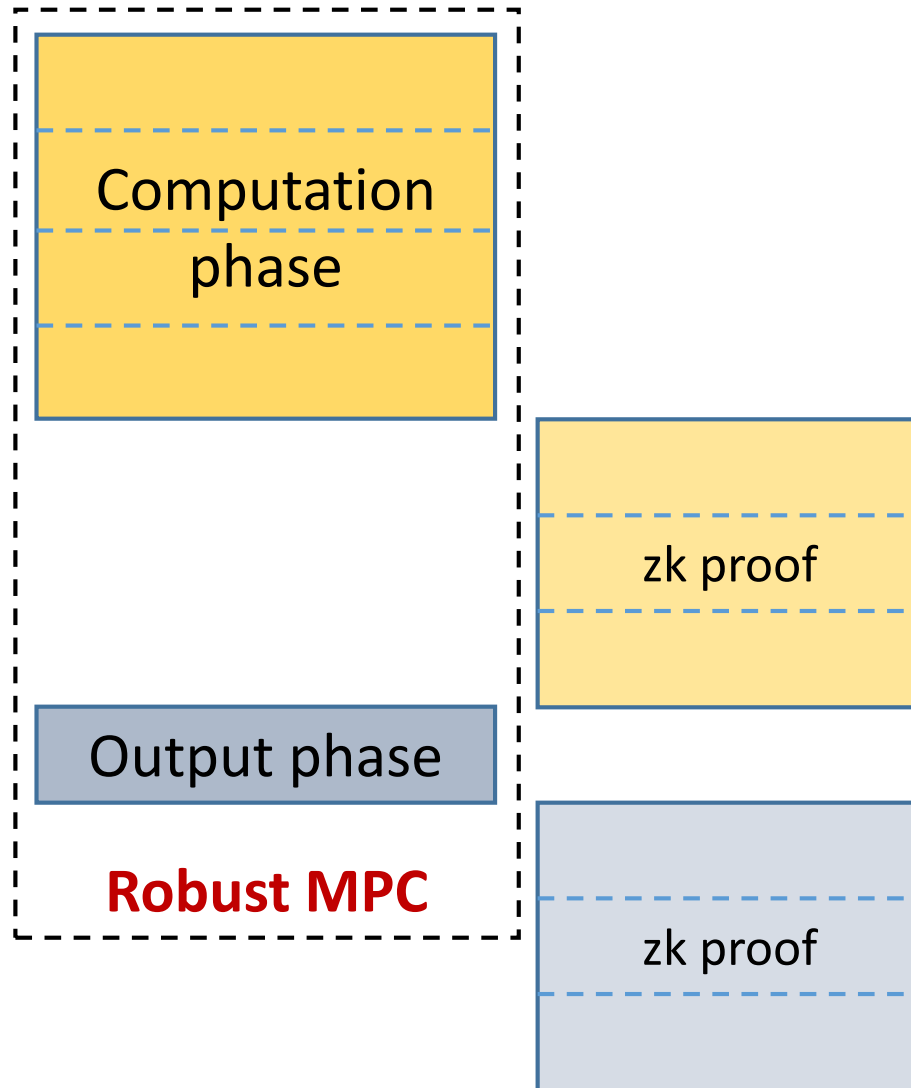 Computation
phase
zk proof
Output phase
Robust MPC
zk proof